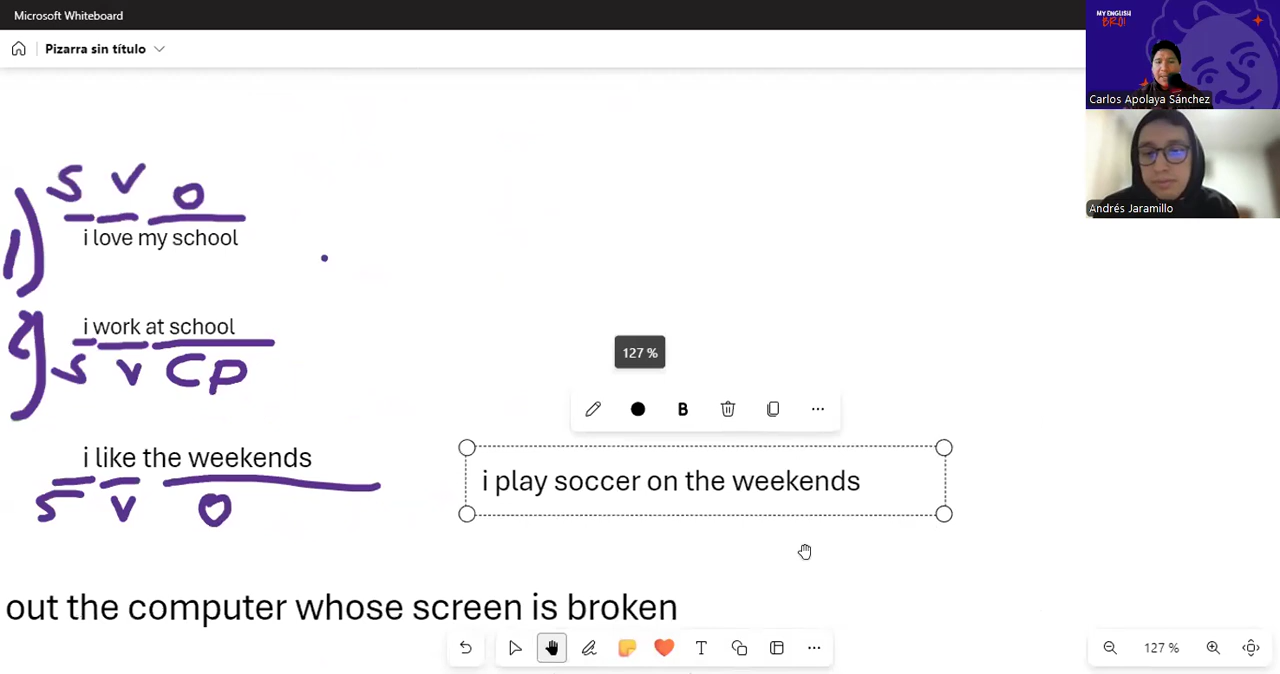 Microsoft Whiteboard
Pizarra sin título
MY ENGLISH
BRO!
Carlos Apolaya Sánchez
Andrés Jaramillo
S V O
1) i love my school
2) i work at school
S V CP
127 %
B
i like the weekends
S V O
i play soccer on the weekends
out the computer whose screen is broken
T
127 %